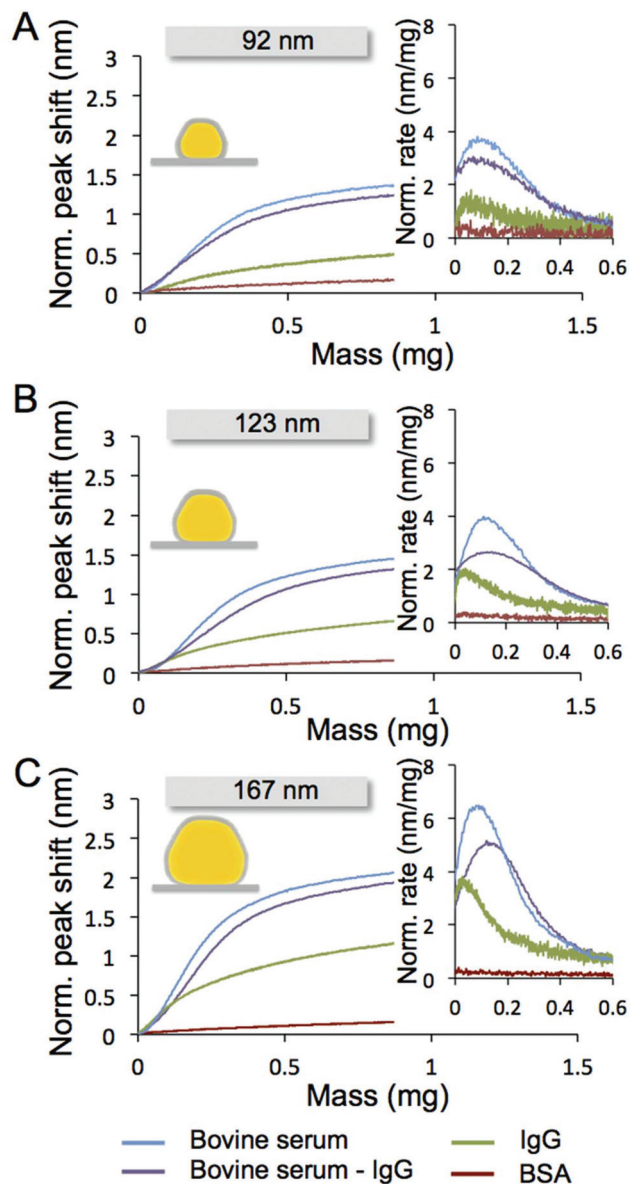 A
92 nm
Norm. peak shift (nm)
3
2.5
2
1.5
1
0.5
0
0 0.5 1 1.5
Mass (mg)
Norm. rate (nm/mg)
8
6
4
2
0
0 0.2 0.4 0.6
B
123 nm
Norm. peak shift (nm)
3
2.5
2
1.5
1
0.5
0
0 0.5 1 1.5
Mass (mg)
Norm. rate (nm/mg)
8
6
4
2
0
0 0.2 0.4 0.6
C
167 nm
Norm. peak shift (nm)
3
2.5
2
1.5
1
0.5
0
0 0.5 1 1.5
Mass (mg)
Norm. rate (nm/mg)
8
6
4
2
0
0 0.2 0.4 0.6
Bovine serum
IgG
Bovine serum - IgG
BSA